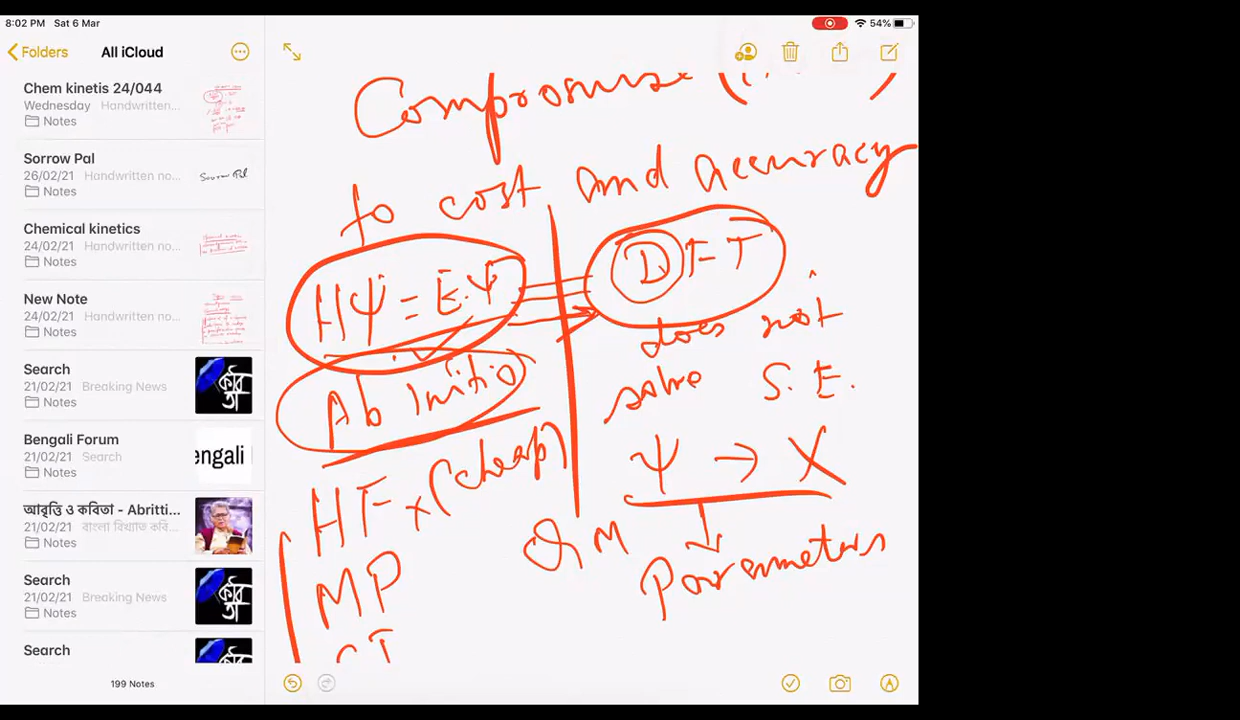 8:02 PM Sat 6 Mar
54%
Folders
All iCloud
Chem kinetis 24/044
Wednesday Handwritten...
Notes
Sorrow Pal
26/02/21 Handwritten no...
Notes
Chemical kinetics
24/02/21 Handwritten no...
Notes
New Note
24/02/21 Handwritten no...
Notes
Search
21/02/21 Breaking News
Notes
Bengali Forum
21/02/21 Search
Notes
engali
আবৃত্তি ও কবিতা - Abritti...
21/02/21 বাংলা বিখ্যাত কবি...
Notes
Search
21/02/21 Breaking News
Notes
Search
199 Notes
to cost and accuracy
HΨ = E.Ψ
DFT
does not
solve S.E.
Ab initio
Ψ → X
HF × (cheap)
QM
Parameters
MP